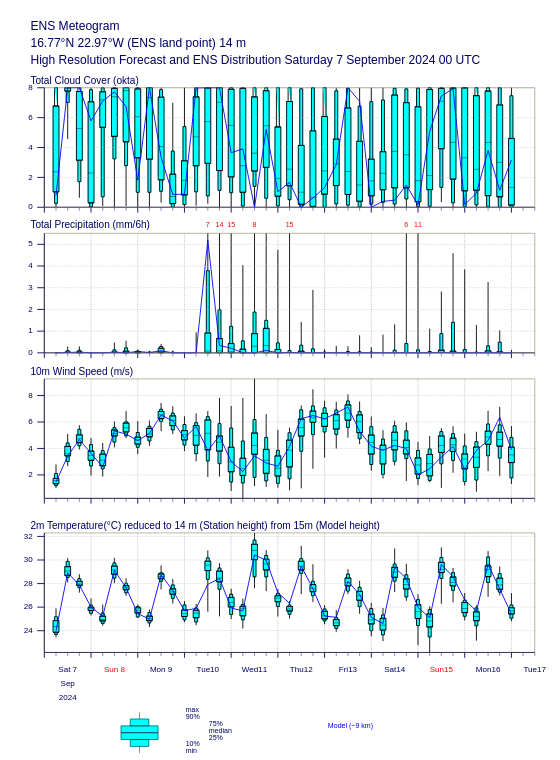 ENS Meteogram
16.77°N 22.97°W (ENS land point) 14 m
High Resolution Forecast and ENS Distribution Saturday 7 September 2024 00 UTC
Total Cloud Cover (okta)
8
6
4
2
0
Total Precipitation (mm/6h)
7 14 15 8 15 6 11
5
4
3
2
1
0
10m Wind Speed (m/s)
8
6
4
2
2m Temperature(°C) reduced to 14 m (Station height) from 15m (Model height)
32
30
28
26
24
Sat 7 Sun 8 Mon 9 Tue10 Wed11 Thu12 Fri13 Sat14 Sun15 Mon16 Tue17
Sep
2024
max
90%
75%
median
25%
10%
min
Model (~9 km)